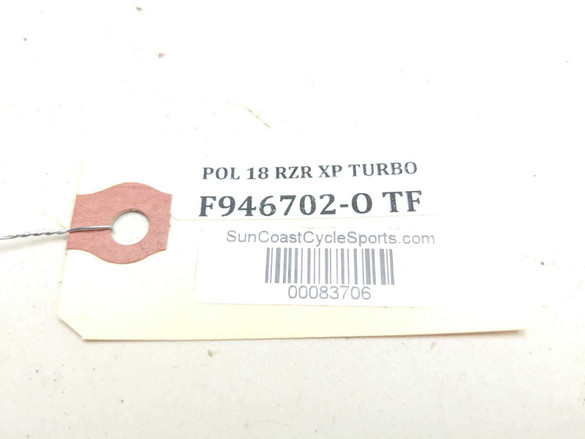 POL 18 RZR XP TURBO
F946702-O TF
SunCoastCycleSports.com
00083706